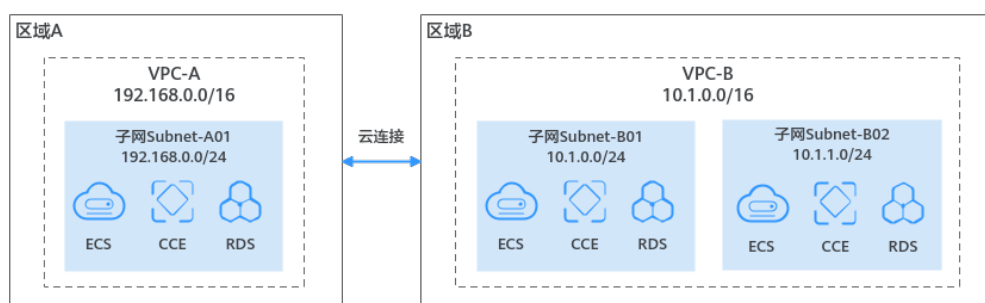 区域A
VPC-A
192.168.0.0/16
子网Subnet-A01
192.168.0.0/24
ECS CCE RDS
云连接
区域B
VPC-B
10.1.0.0/16
子网Subnet-B01
10.1.0.0/24
ECS CCE RDS
子网Subnet-B02
10.1.1.0/24
ECS CCE RDS